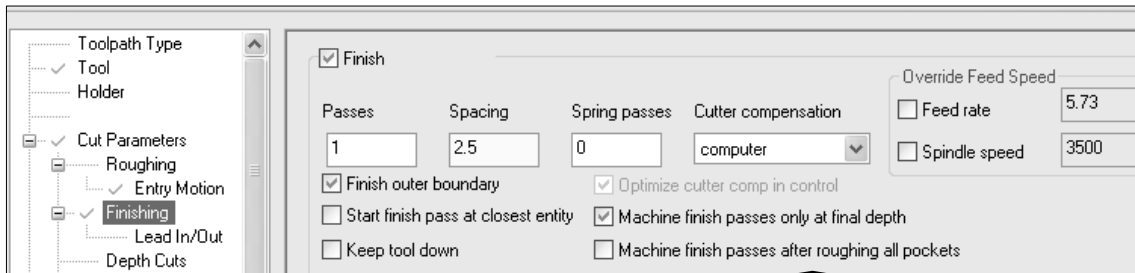 Toolpath Type
Tool
Holder
Cut Parameters
Roughing
Entry Motion
Finishing
Lead In/Out
Depth Cuts
Finish
Override Feed Speed
Passes Spacing Spring passes Cutter compensation
Feed rate 5.73
1 2.5 0 computer
Spindle speed 3500
Finish outer boundary Optimize cutter comp in control
Start finish pass at closest entity Machine finish passes only at final depth
Keep tool down Machine finish passes after roughing all pockets